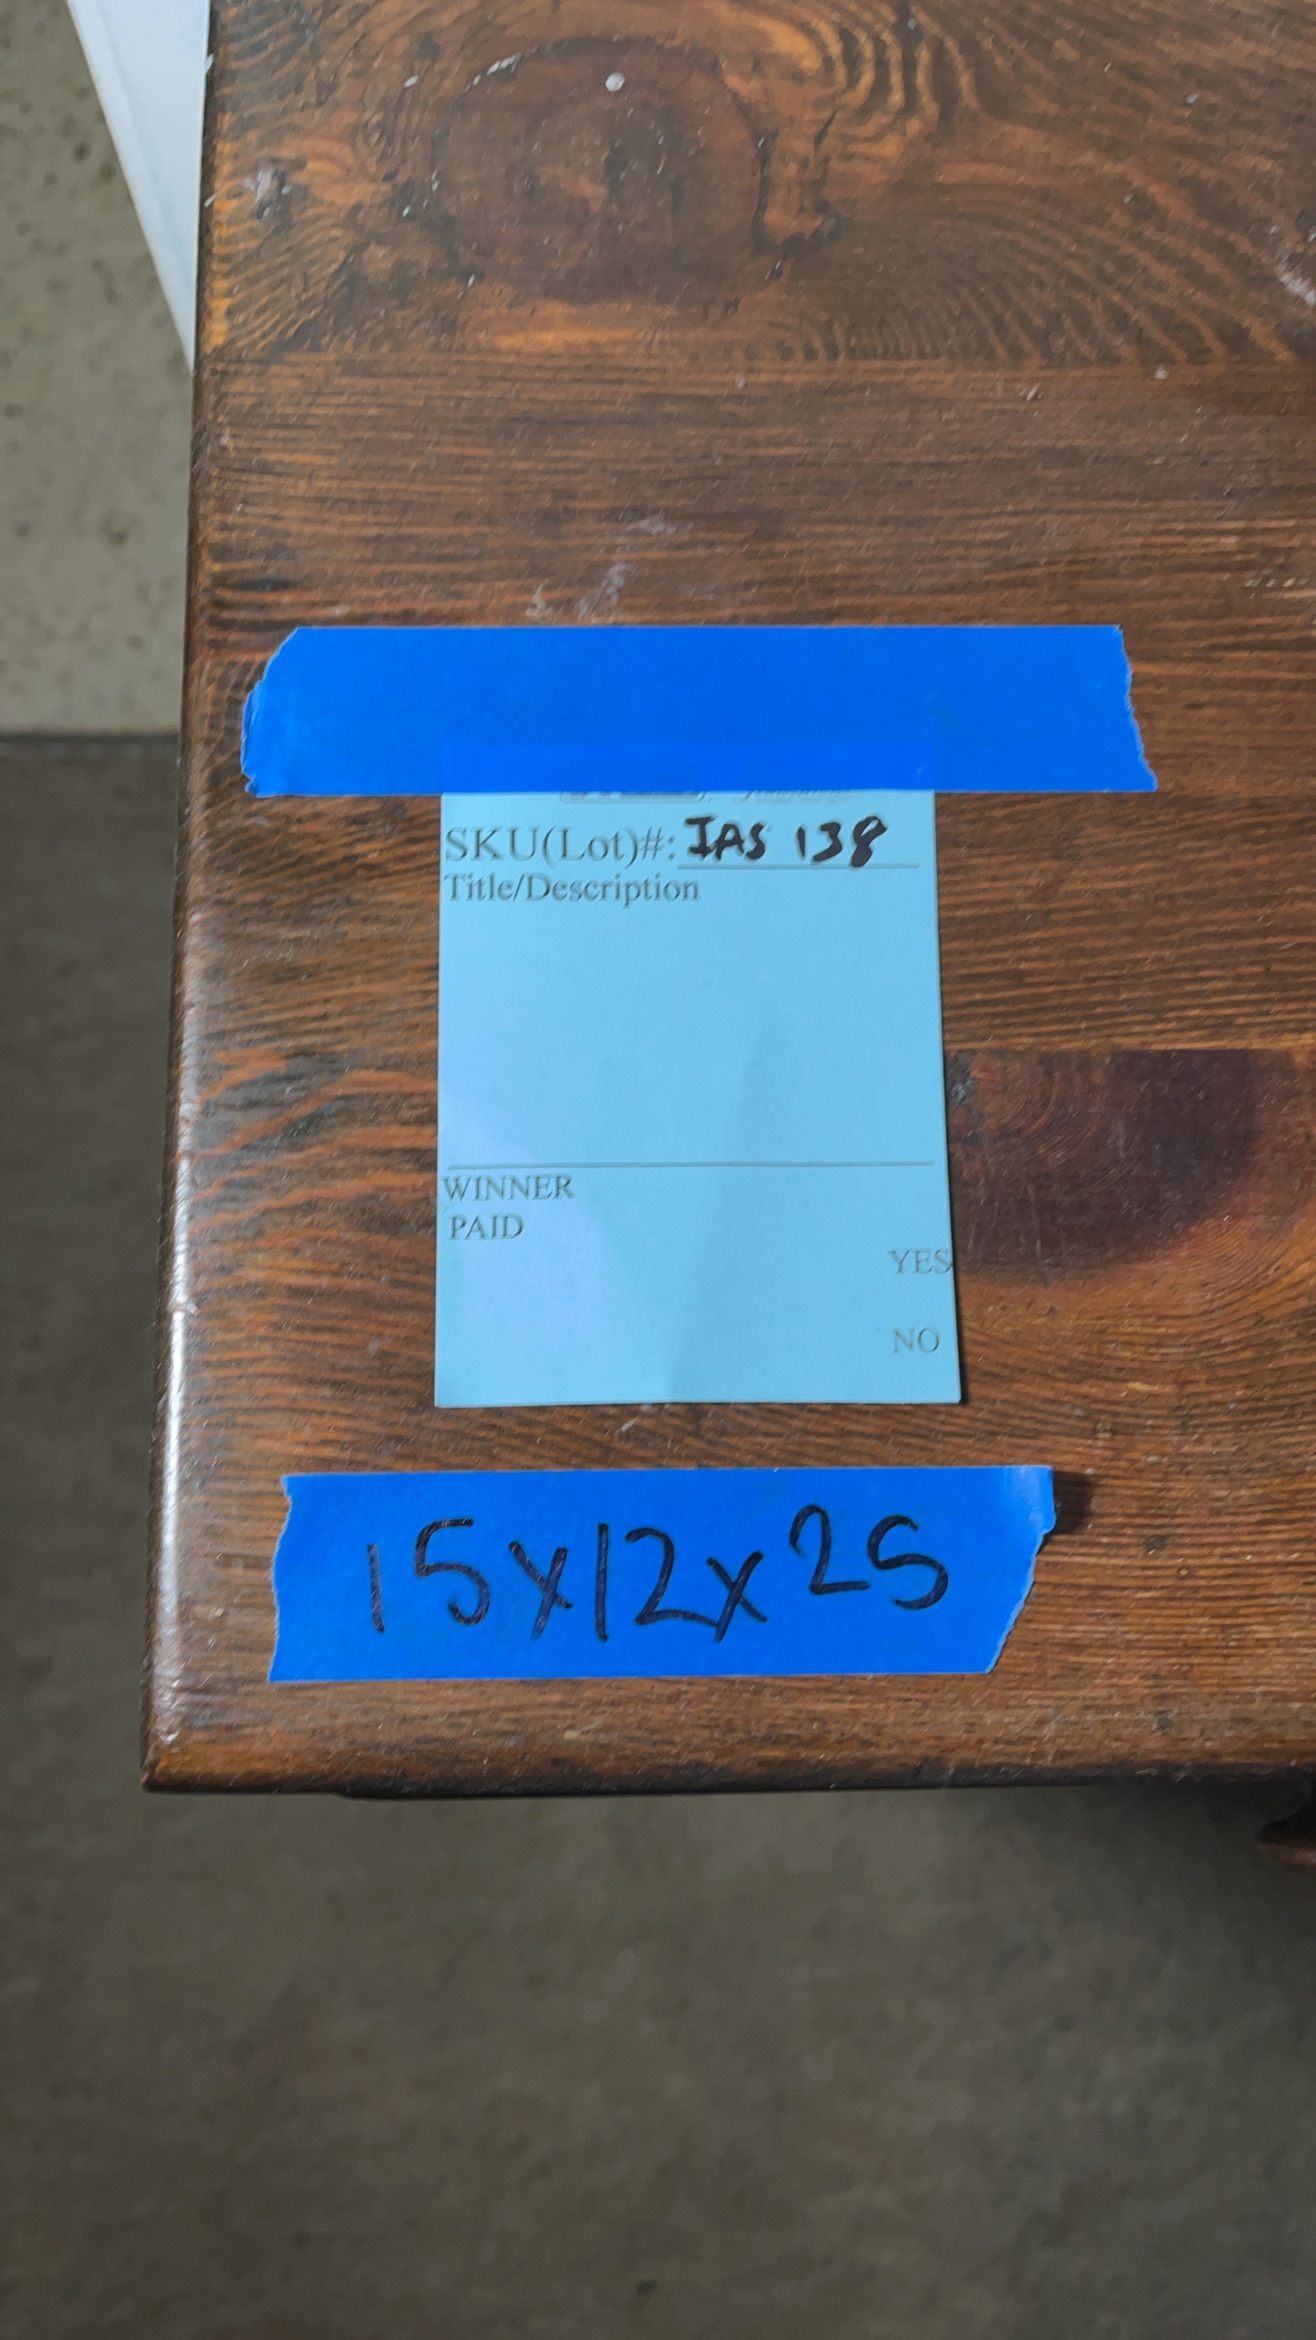 SKU(Lot)#: IAS 138
Title/Description
WINNER
PAID
YES
NO
15x12x25